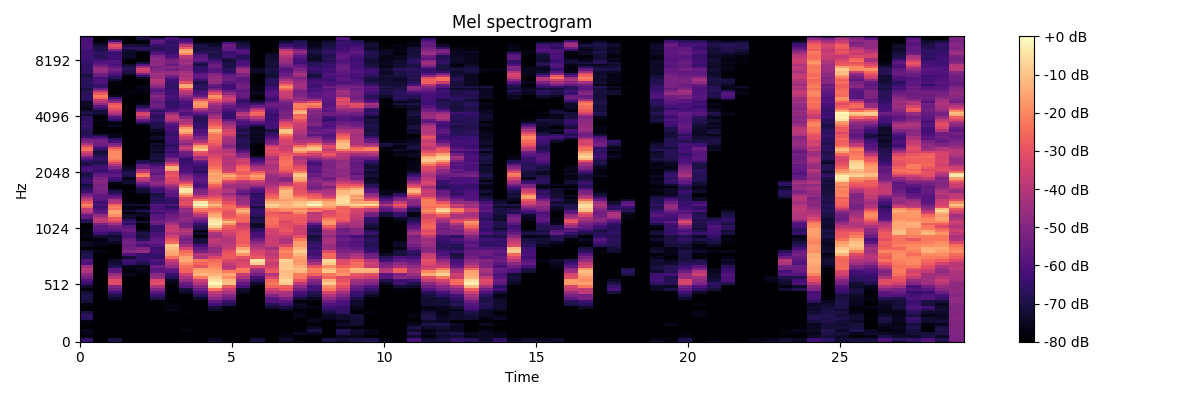 Mel spectrogram
Hz
8192
4096
2048
1024
512
0
0 5 10 15 20 25
Time
+0 dB
-10 dB
-20 dB
-30 dB
-40 dB
-50 dB
-60 dB
-70 dB
-80 dB